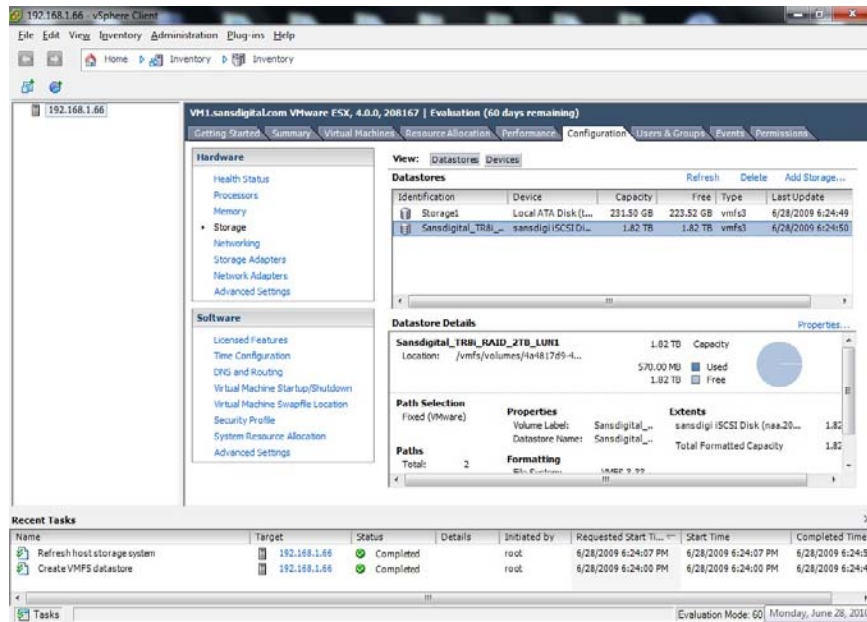 192.168.1.66 - vSphere Client
File Edit View Inventory Administration Plug-ins Help
Home Inventory Inventory
192.168.1.66
VM1.sansdigital.com VMware ESX, 4.0.0, 208167 | Evaluation (60 days remaining)
Getting Started Summary Virtual Machines Resource Allocation Performance Configuration Users & Groups Events Permissions
Hardware
Health Status
Processors
Memory
Storage
Networking
Storage Adapters
Network Adapters
Advanced Settings
Software
Licensed Features
Time Configuration
DNS and Routing
Virtual Machine Startup/Shutdown
Virtual Machine Swapfile Location
Security Profile
System Resource Allocation
Advanced Settings
View: Datastores Devices
Datastores Refresh Delete Add Storage...
Identification Device Capacity Free Type Last Update
Storage1 Local ATA Disk (t... 231.50 GB 223.52 GB vmfs3 6/28/2009 6:24:49
Sansdigital_TR8i_... sansdigi iSCSI Di... 1.82 TB 1.82 TB vmfs3 6/28/2009 6:24:50
Datastore Details Properties...
Sansdigital_TR8i_RAID_2TB_LUN1 1.82 TB Capacity
Location: /vmfs/volumes/4a4817d9-4...
570.00 MB Used
1.82 TB Free
Path Selection
Fixed (VMware)
Paths
Total: 2
Properties
Volume Label: Sansdigital_...
Datastore Name: Sansdigital_...
Formatting
File System:
Extents
sansdigi iSCSI Disk (naa.20... 1.82
Total Formatted Capacity 1.82
Recent Tasks
Name Target Status Details Initiated by Requested Start Ti... Start Time Completed Time
Refresh host storage system 192.168.1.66 Completed root 6/28/2009 6:24:07 PM 6/28/2009 6:24:07 PM 6/28/2009 6:24:5
Create VMFS datastore 192.168.1.66 Completed root 6/28/2009 6:24:00 PM 6/28/2009 6:24:00 PM 6/28/2009 6:24:4
Tasks Evaluation Mode: 60 Monday, June 28, 2010